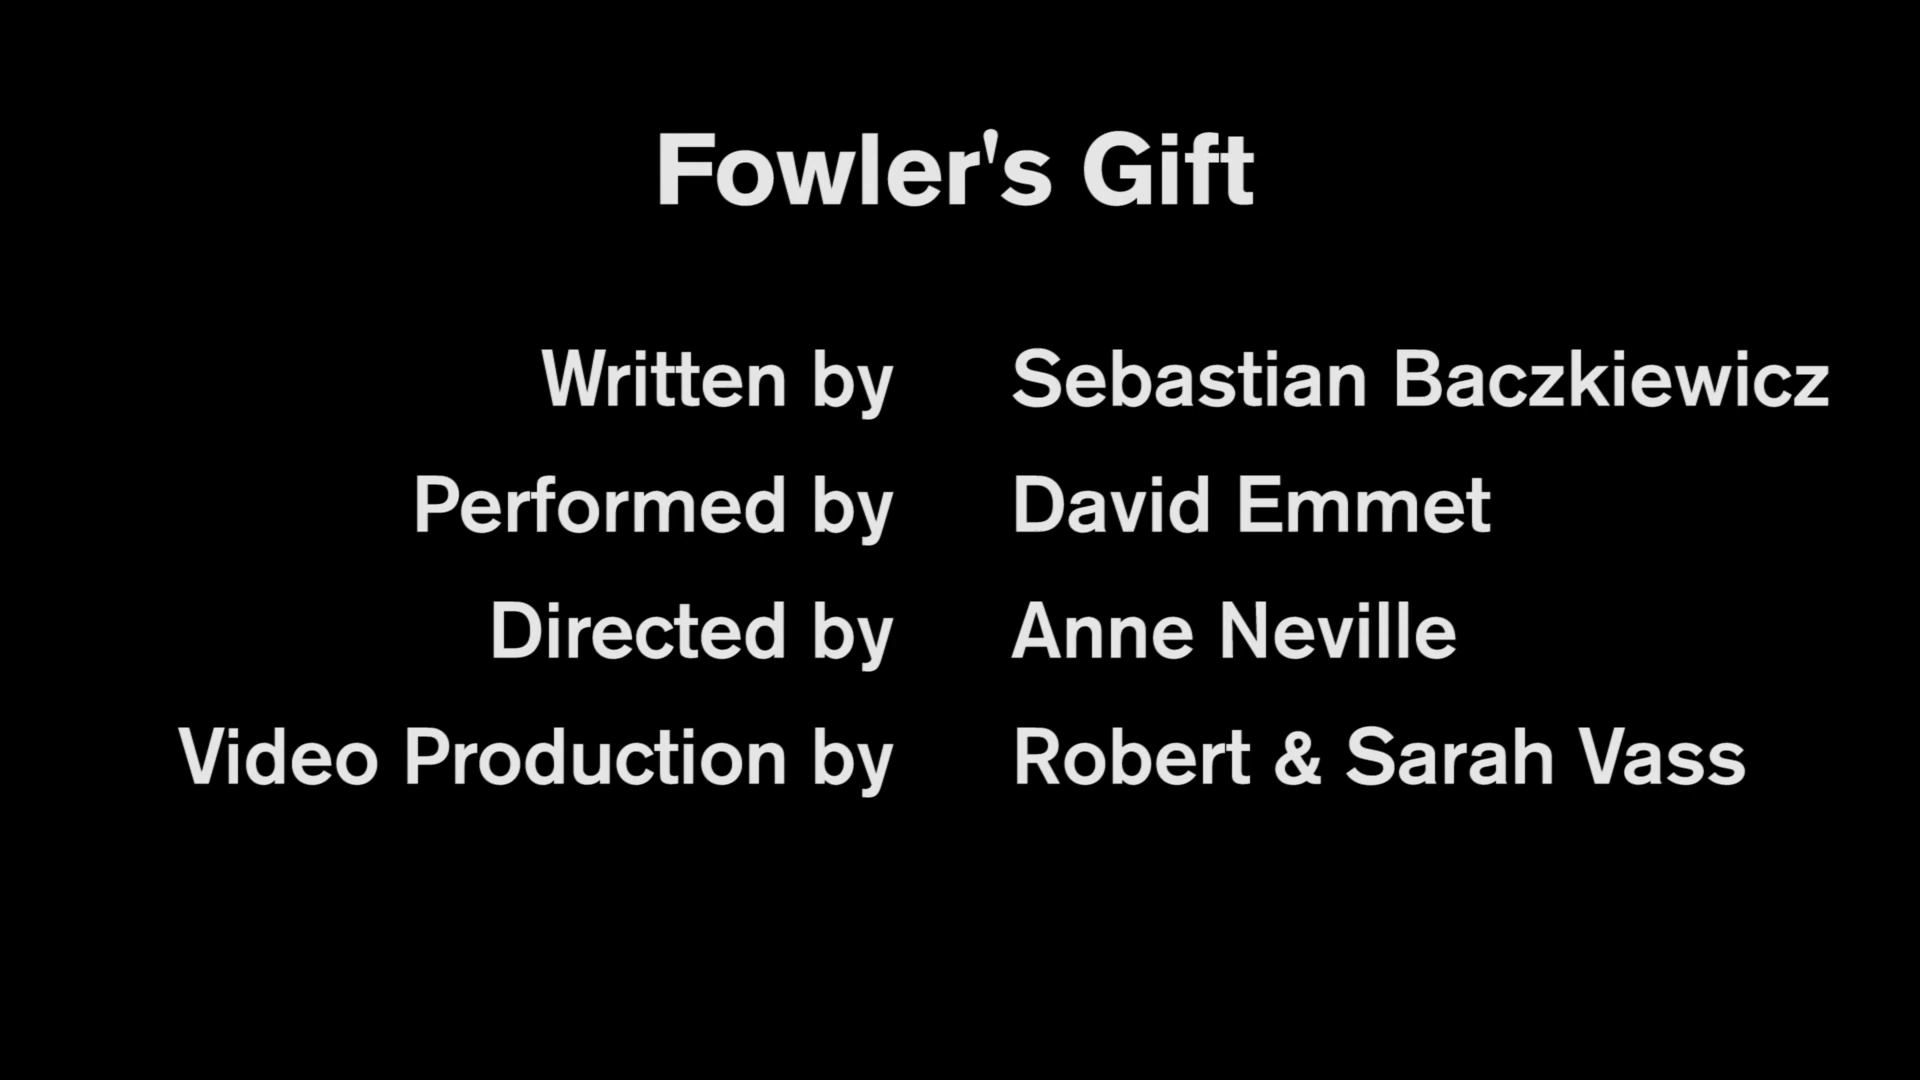 Fowler's Gift
Written by Sebastian Baczkiewicz
Performed by David Emmet
Directed by Anne Neville
Video Production by Robert & Sarah Vass